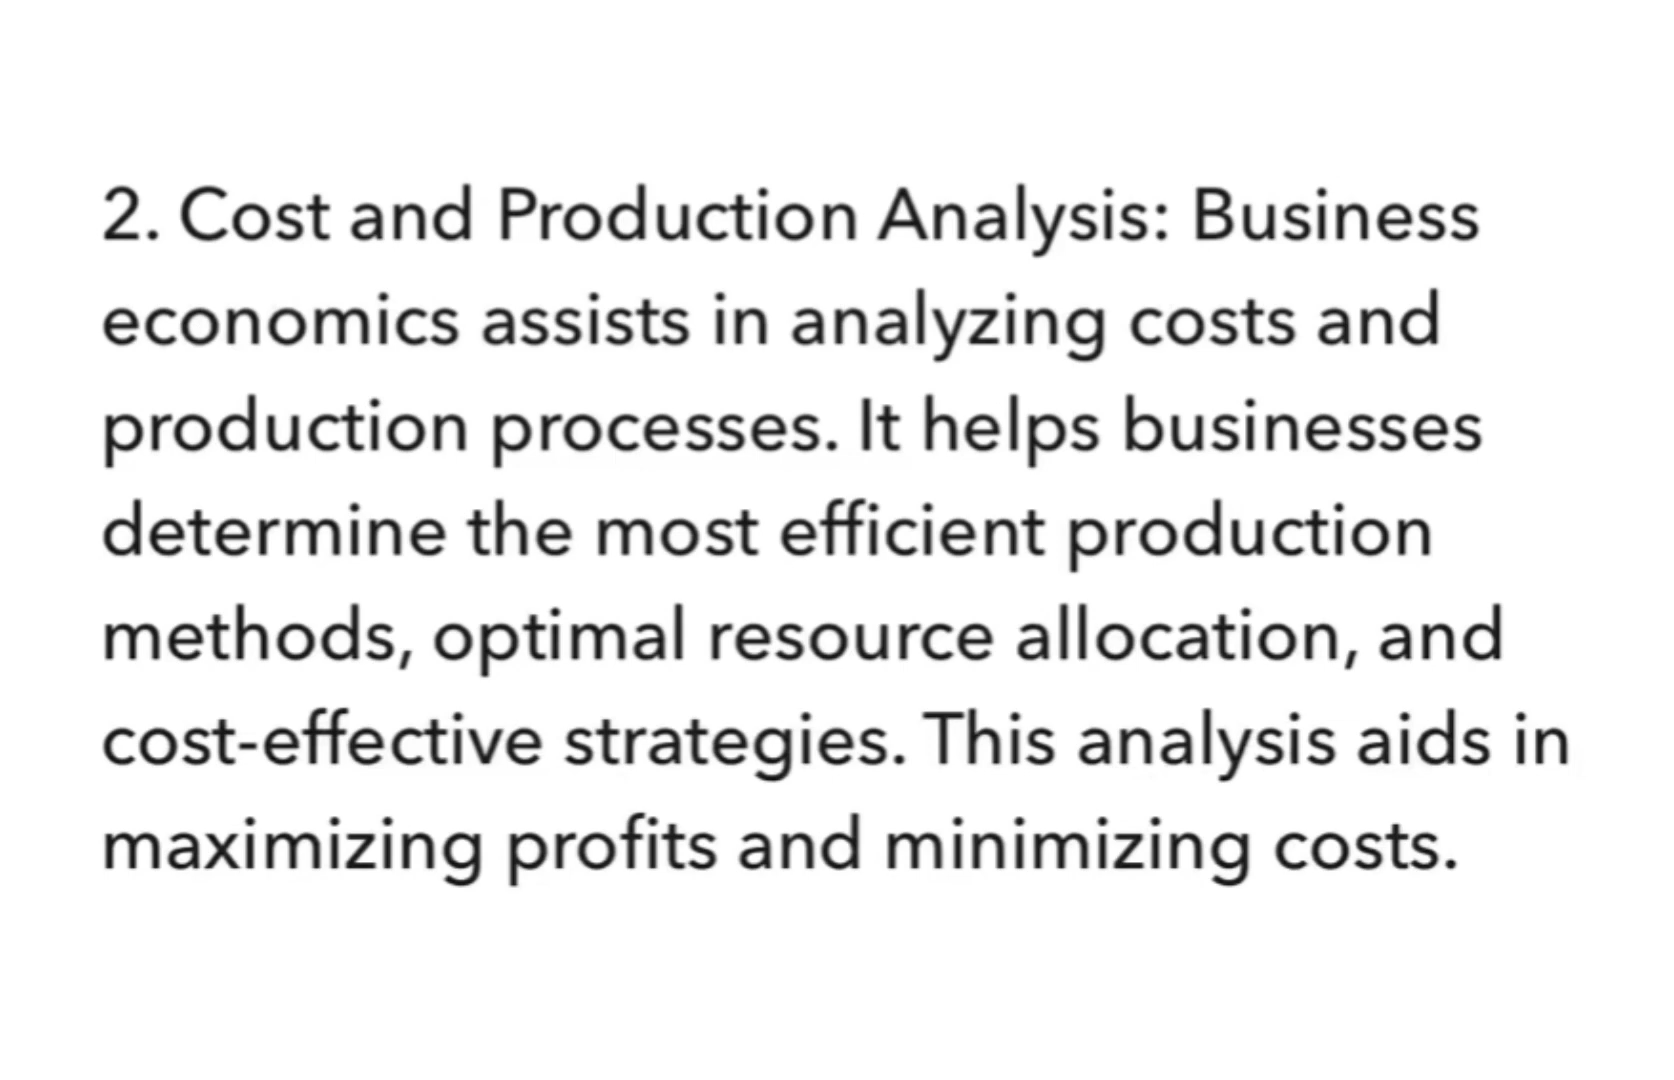 2. Cost and Production Analysis: Business
economics assists in analyzing costs and
production processes. It helps businesses
determine the most efficient production
methods, optimal resource allocation, and
cost-effective strategies. This analysis aids in
maximizing profits and minimizing costs.